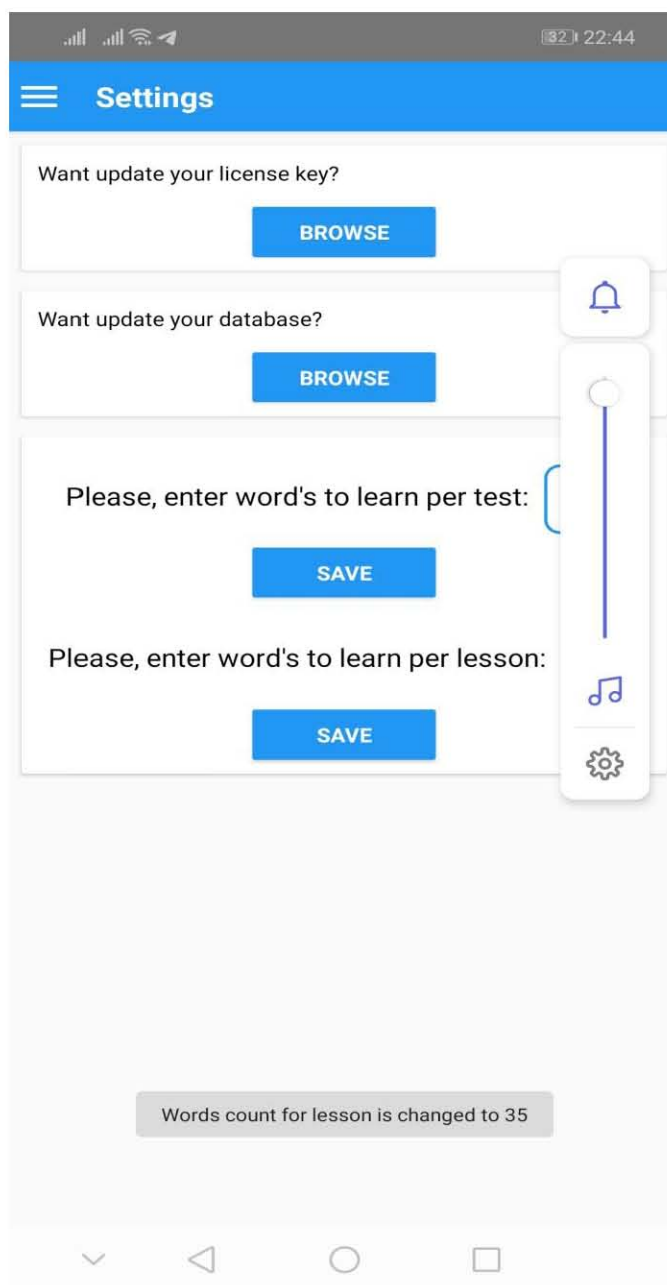 32 22:44
Settings
Want update your license key?
BROWSE
Want update your database?
BROWSE
Please, enter word's to learn per test:
SAVE
Please, enter word's to learn per lesson:
SAVE
Words count for lesson is changed to 35